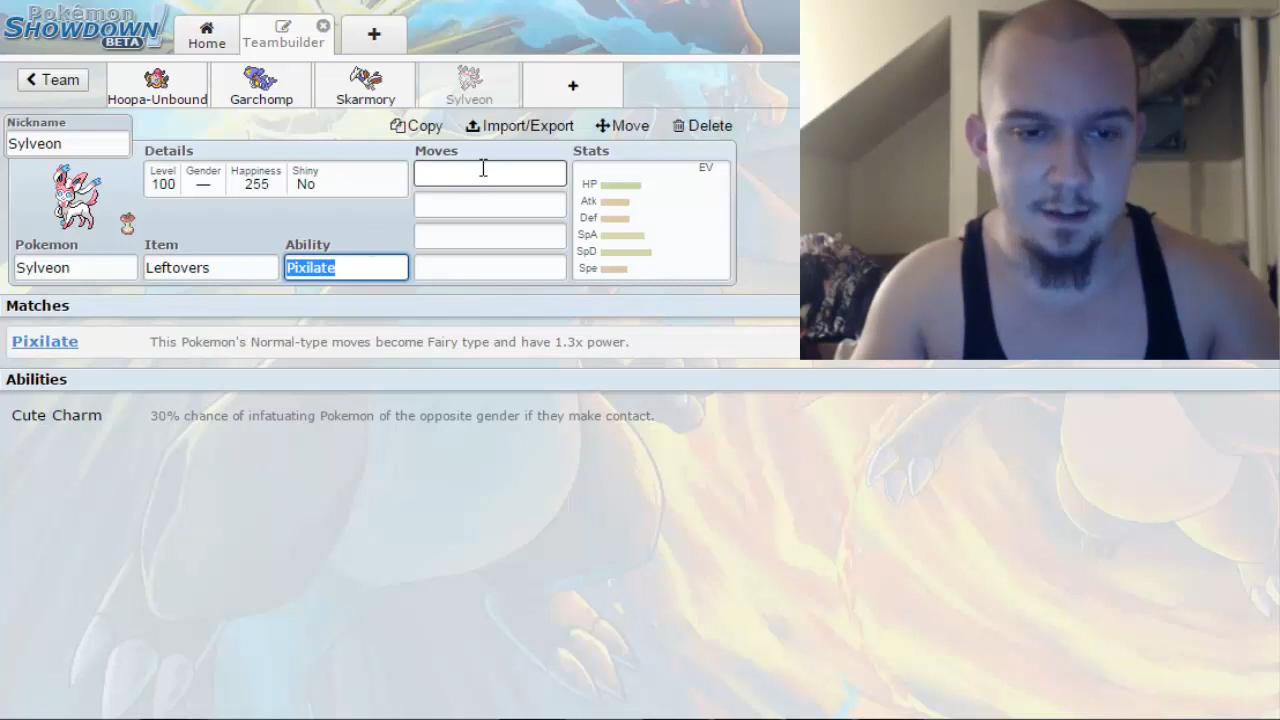 Pokémon
SHOWDOWN!
BETA
Home
Teambuilder
+
< Team
Hoopa-Unbound
Garchomp
Skarmory
Sylveon
+
Nickname
Sylveon
Copy
Import/Export
Move
Delete
Details
Level
100
Gender
—
Happiness
255
Shiny
No
Moves
Stats
EV
HP
Atk
Def
SpA
SpD
Spe
Pokemon
Sylveon
Item
Leftovers
Ability
Pixilate
Matches
Pixilate This Pokemon's Normal-type moves become Fairy type and have 1.3x power.
Abilities
Cute Charm 30% chance of infatuating Pokemon of the opposite gender if they make contact.